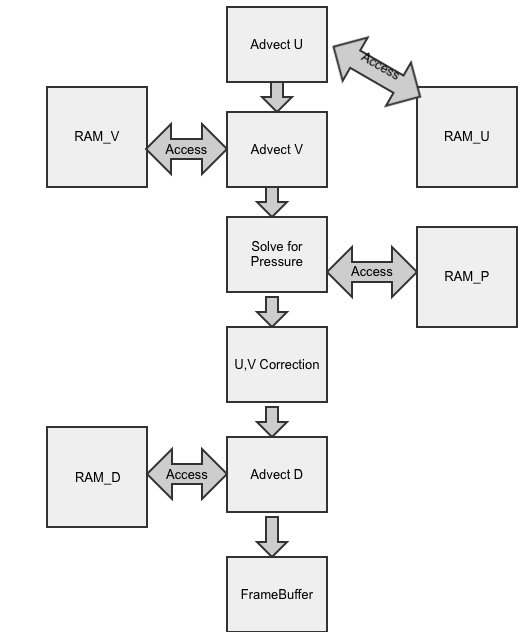 Advect U
Access
RAM_V
Access
Advect V
RAM_U
Solve for
Pressure
Access
RAM_P
U,V Correction
RAM_D
Access
Advect D
FrameBuffer